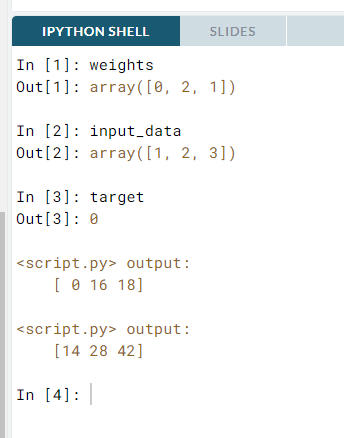 IPYTHON SHELL
SLIDES
In [1]: weights
Out[1]: array([0, 2, 1])
In [2]: input_data
Out[2]: array([1, 2, 3])
In [3]: target
Out[3]: 0
<script.py> output:
[ 0 16 18]
<script.py> output:
[14 28 42]
In [4]: